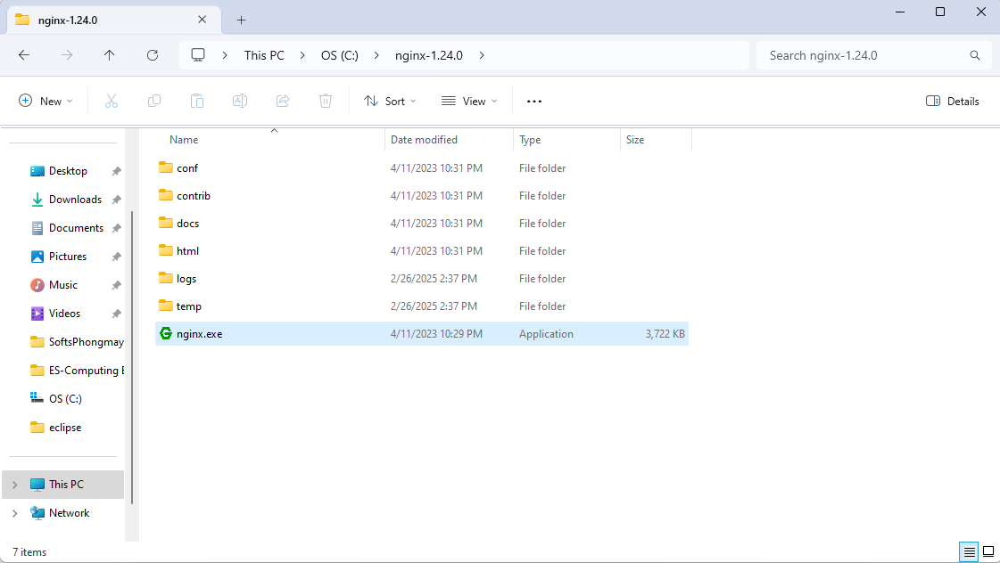 nginx-1.24.0
This PC OS (C:) nginx-1.24.0 Search nginx-1.24.0
New Sort View Details
Name Date modified Type Size
Desktop
Downloads
Documents
Pictures
Music
Videos
SoftsPhongmay
ES-Computing E
OS (C:)
eclipse
This PC
Network
conf 4/11/2023 10:31 PM File folder
contrib 4/11/2023 10:31 PM File folder
docs 4/11/2023 10:31 PM File folder
html 4/11/2023 10:31 PM File folder
logs 2/26/2025 2:37 PM File folder
temp 2/26/2025 2:37 PM File folder
nginx.exe 4/11/2023 10:29 PM Application 3,722 KB
7 items